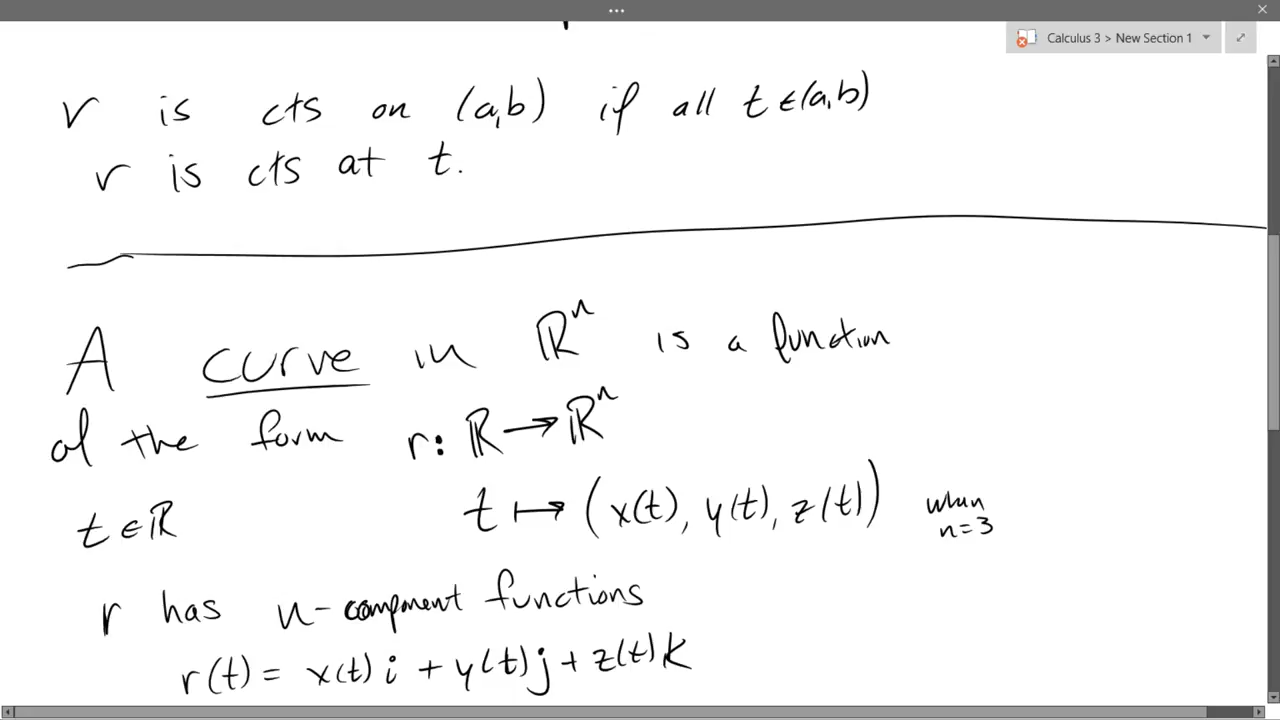 Calculus 3 > New Section 1
r is cts on (a,b) if all t ∈ (a,b)
r is cts at t.
A curve in ℝⁿ is a function
of the form r: ℝ → ℝⁿ
t ∈ ℝ t ↦ (x(t), y(t), z(t)) when n=3
r has n-component functions
r(t) = x(t) i + y(t) j + z(t) k